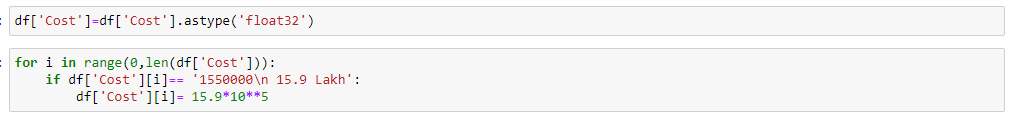 df['Cost']=df['Cost'].astype('float32')
for i in range(0,len(df['Cost'])):
    if df['Cost'][i]== '1550000\n 15.9 Lakh':
        df['Cost'][i]= 15.9*10**5